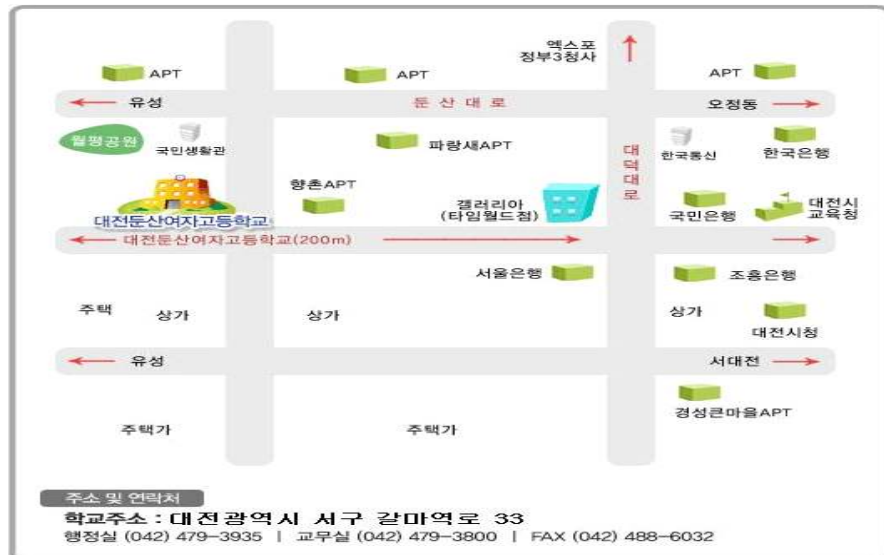 엑스포
정부3청사
APT
APT
APT
유성
둔산대로
오정동
월평공원
국민생활관
파랑새APT
대덕대로
한국통신
한국은행
향촌APT
갤러리아
(타임월드점)
국민은행
대전시
교육청
대전둔산여자고등학교
대전둔산여자고등학교(200m)
서울은행
조흥은행
주택
상가
상가
상가
대전시청
유성
서대전
경성큰마을APT
주택가
주택가
주소 및 연락처
학교주소 : 대전광역시 서구 갈마역로 33
행정실 (042) 479-3935 | 교무실 (042) 479-3800 | FAX (042) 488-6032